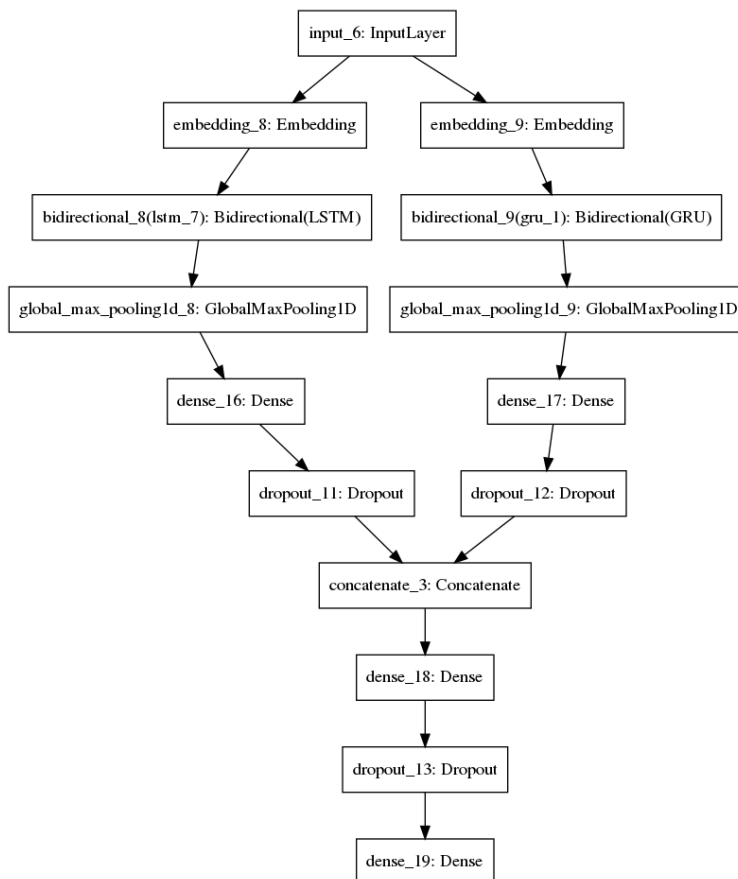 input_6: InputLayer
embedding_8: Embedding
embedding_9: Embedding
bidirectional_8(lstm_7): Bidirectional(LSTM)
bidirectional_9(gru_1): Bidirectional(GRU)
global_max_pooling1d_8: GlobalMaxPooling1D
global_max_pooling1d_9: GlobalMaxPooling1D
dense_16: Dense
dense_17: Dense
dropout_11: Dropout
dropout_12: Dropout
concatenate_3: Concatenate
dense_18: Dense
dropout_13: Dropout
dense_19: Dense